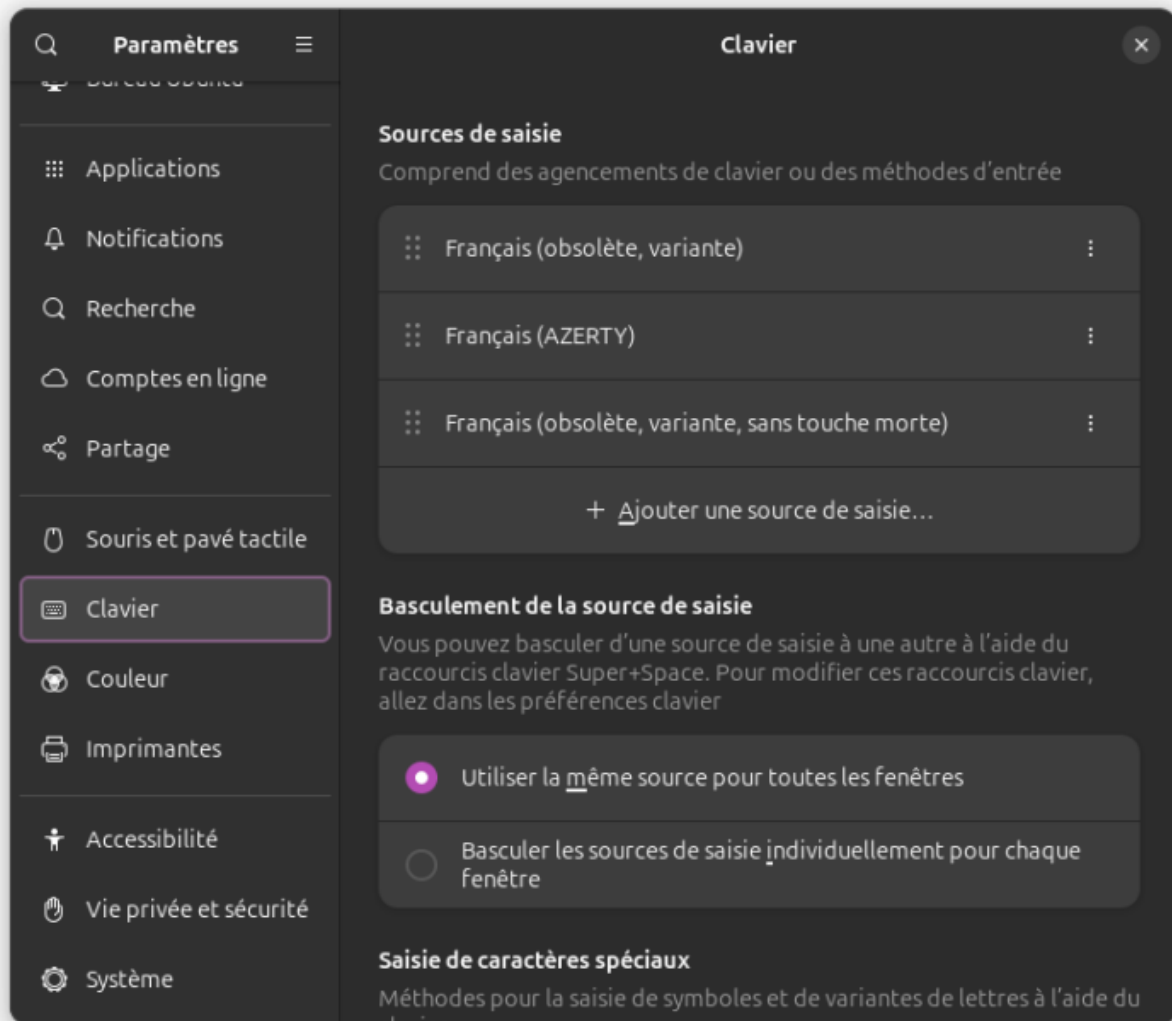 Paramètres
Bureau Ubuntu
Applications
Notifications
Recherche
Comptes en ligne
Partage
Souris et pavé tactile
Clavier
Couleur
Imprimantes
Accessibilité
Vie privée et sécurité
Système
Clavier
Sources de saisie
Comprend des agencements de clavier ou des méthodes d’entrée
Français (obsolète, variante)
Français (AZERTY)
Français (obsolète, variante, sans touche morte)
+ Ajouter une source de saisie…
Basculement de la source de saisie
Vous pouvez basculer d’une source de saisie à une autre à l’aide du
raccourcis clavier Super+Space. Pour modifier ces raccourcis clavier,
allez dans les préférences clavier
Utiliser la même source pour toutes les fenêtres
Basculer les sources de saisie individuellement pour chaque
fenêtre
Saisie de caractères spéciaux
Méthodes pour la saisie de symboles et de variantes de lettres à l’aide du